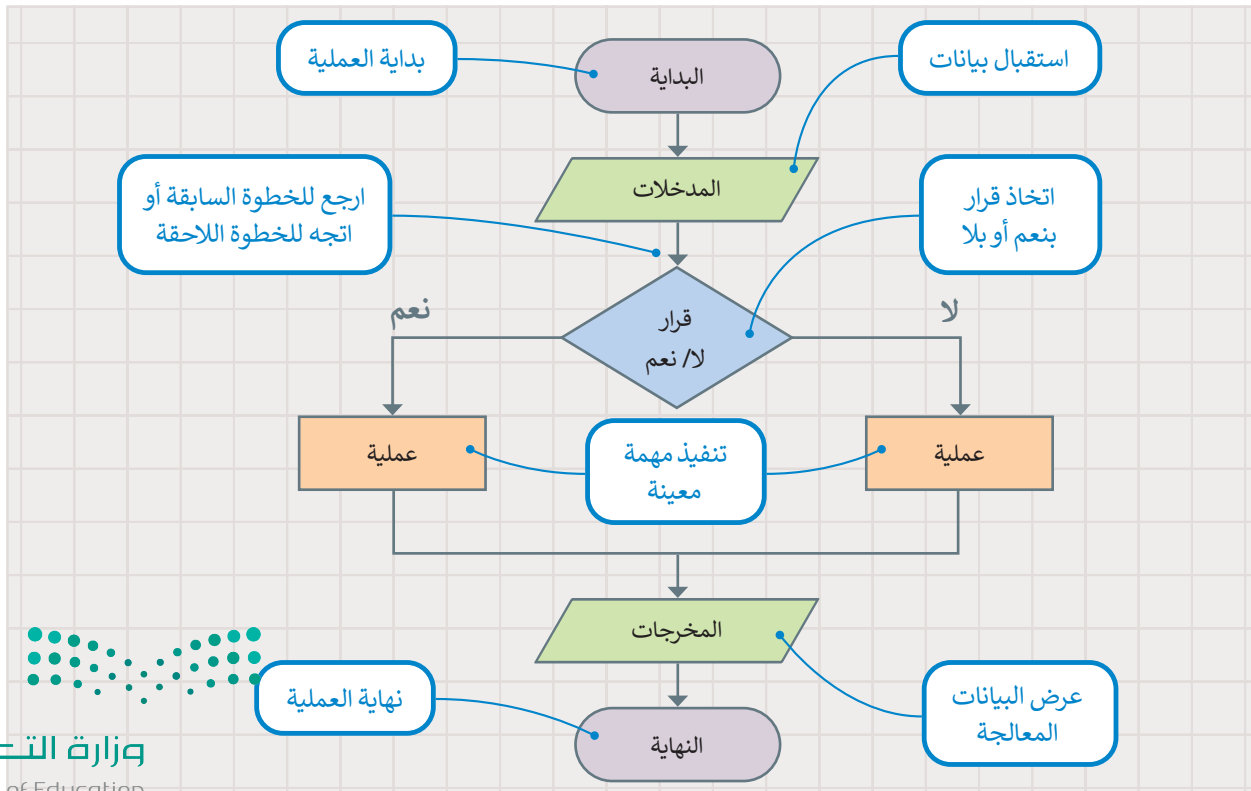 استقبال بيانات
البداية
بداية العملية
المدخلات
اتخاذ قرار
بنعم أو بلا
ارجع للخطوة السابقة أو
اتجه للخطوة اللاحقة
لا
قرار
لا/ نعم
نعم
عملية
تنفيذ مهمة
معينة
عملية
المخرجات
عرض البيانات
المعالجة
نهاية العملية
النهاية
وزارة
of Education